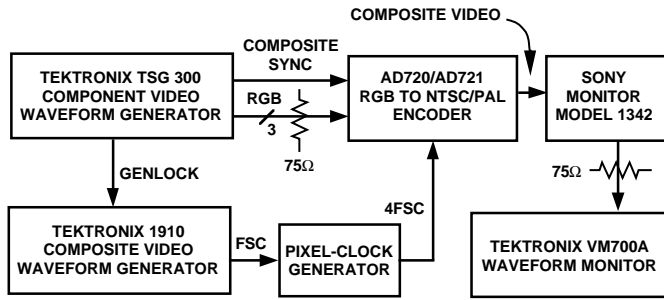 COMPOSITE VIDEO
COMPOSITE
SYNC
TEKTRONIX TSG 300
COMPONENT VIDEO
WAVEFORM GENERATOR
RGB
3
75Ω
AD720/AD721
RGB TO NTSC/PAL
ENCODER
SONY
MONITOR
MODEL 1342
GENLOCK
75Ω
4FSC
TEKTRONIX 1910
COMPOSITE VIDEO
WAVEFORM GENERATOR
FSC
PIXEL-CLOCK
GENERATOR
TEKTRONIX VM700A
WAVEFORM MONITOR